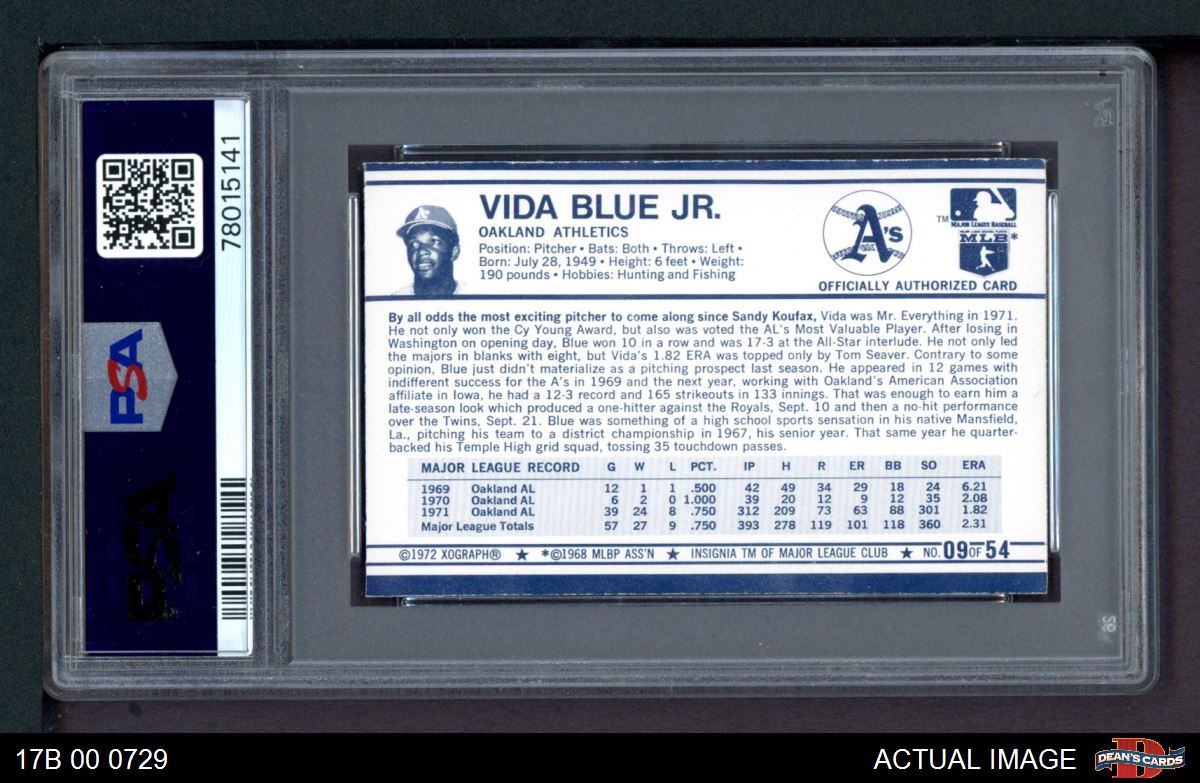 78015141
PSA
PSA
VIDA BLUE JR.
OAKLAND ATHLETICS
Position: Pitcher • Bats: Both • Throws: Left •
Born: July 28, 1949 • Height: 6 feet • Weight:
190 pounds • Hobbies: Hunting and Fishing
A's
TM
MAJOR LEAGUE BASEBALL
MLB*
OFFICIALLY AUTHORIZED CARD
By all odds the most exciting pitcher to come along since Sandy Koufax, Vida was Mr. Everything in 1971.
He not only won the Cy Young Award, but also was voted the AL's Most Valuable Player. After losing in
Washington on opening day, Blue won 10 in a row and was 17-3 at the All-Star interlude. He not only led
the majors in blanks with eight, but Vida's 1.82 ERA was topped only by Tom Seaver. Contrary to some
opinion, Blue just didn't materialize as a pitching prospect last season. He appeared in 12 games with
indifferent success for the A's in 1969 and the next year, working with Oakland's American Association
affiliate in Iowa, he had a 12-3 record and 165 strikeouts in 133 innings. That was enough to earn him a
late-season look which produced a one-hitter against the Royals, Sept. 10 and then a no-hit performance
over the Twins, Sept. 21. Blue was something of a high school sports sensation in his native Mansfield,
La., pitching his team to a district championship in 1967, his senior year. That same year he quarter-
backed his Temple High grid squad, tossing 35 touchdown passes.
MAJOR LEAGUE RECORD G W L PCT. IP H R ER BB SO ERA
1969 Oakland AL 12 1 1 .500 42 49 34 29 18 24 6.21
1970 Oakland AL 6 2 0 1.000 39 20 12 9 12 35 2.08
1971 Oakland AL 39 24 8 .750 312 209 73 63 88 301 1.82
Major League Totals 57 27 9 .750 393 278 119 101 118 360 2.31
©1972 XOGRAPH® ★ *©1968 MLBP ASS'N ★ INSIGNIA TM OF MAJOR LEAGUE CLUB ★ NO. 09 OF 54
17B 00 0729
ACTUAL IMAGE
DEAN'S CARDS